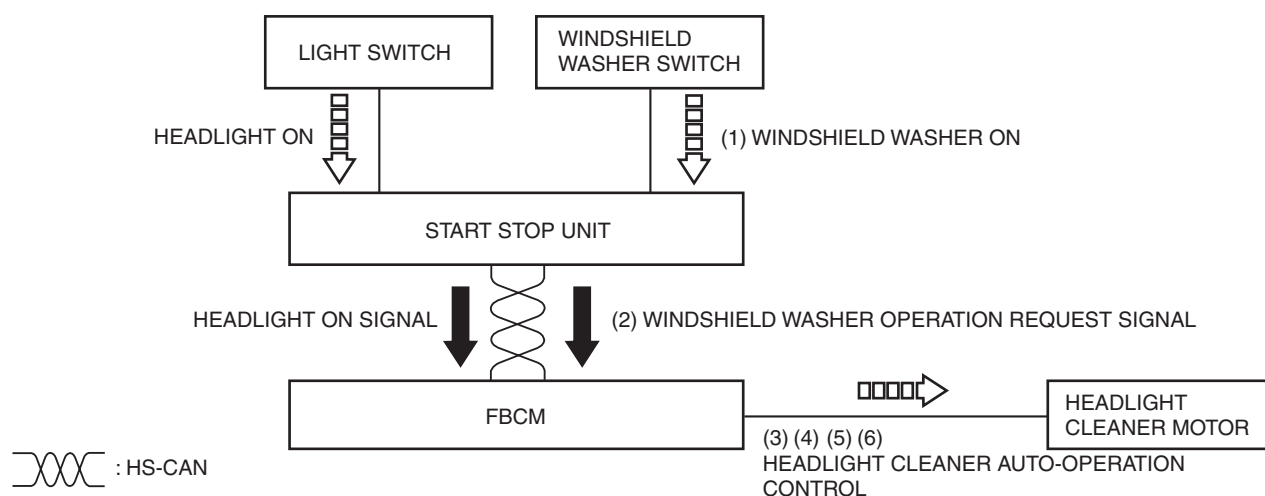 LIGHT SWITCH
WINDSHIELD
WASHER SWITCH
HEADLIGHT ON
(1) WINDSHIELD WASHER ON
START STOP UNIT
HEADLIGHT ON SIGNAL
(2) WINDSHIELD WASHER OPERATION REQUEST SIGNAL
FBCM
HEADLIGHT
CLEANER MOTOR
(3) (4) (5) (6)
HEADLIGHT CLEANER AUTO-OPERATION
CONTROL
: HS-CAN